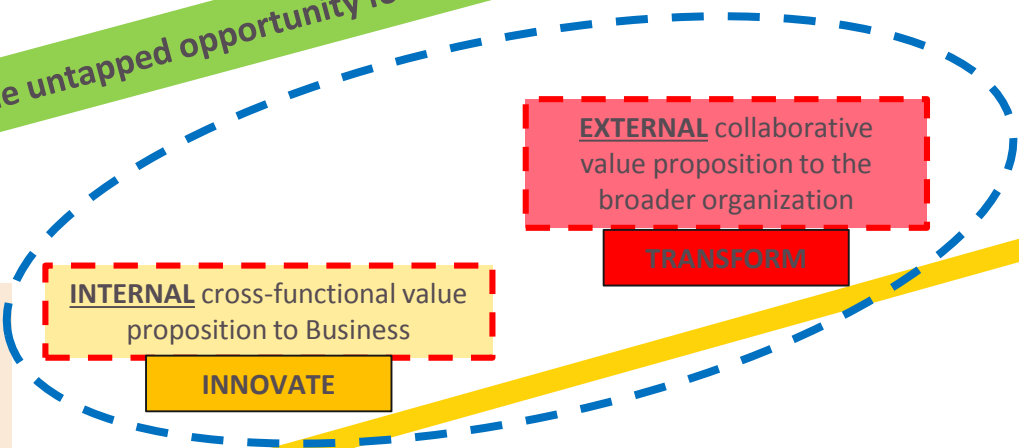 untapped opportunity
EXTERNAL collaborative
value proposition to the
broader organization
TRANSFORM
INTERNAL cross-functional value
proposition to Business
INNOVATE